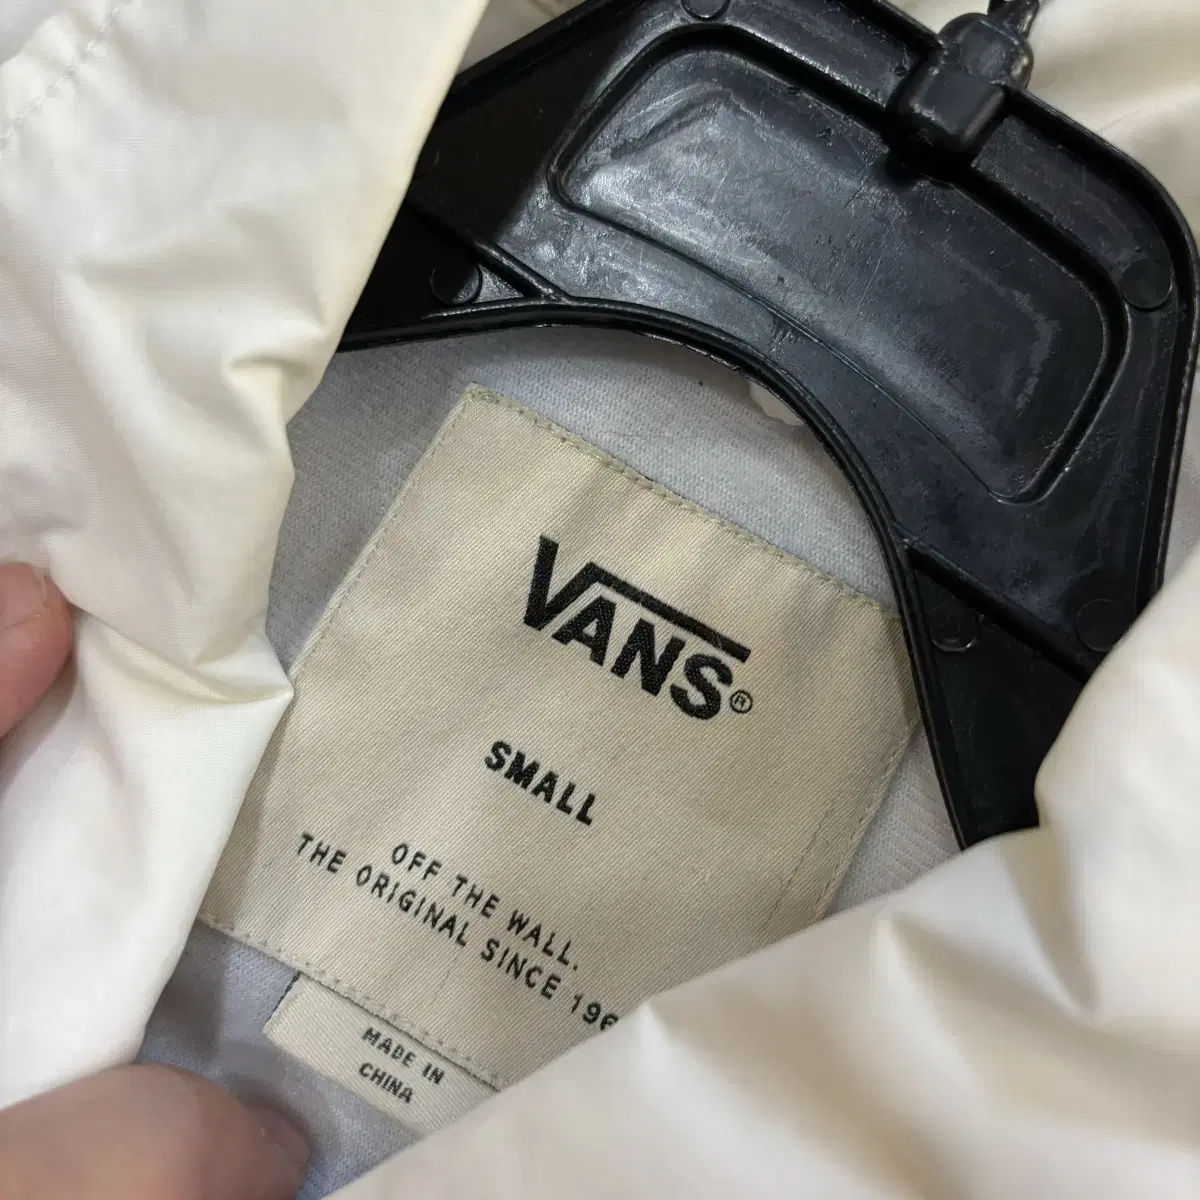 VANS®
SMALL
OFF THE WALL.
THE ORIGINAL SINCE 196
MADE IN
CHINA